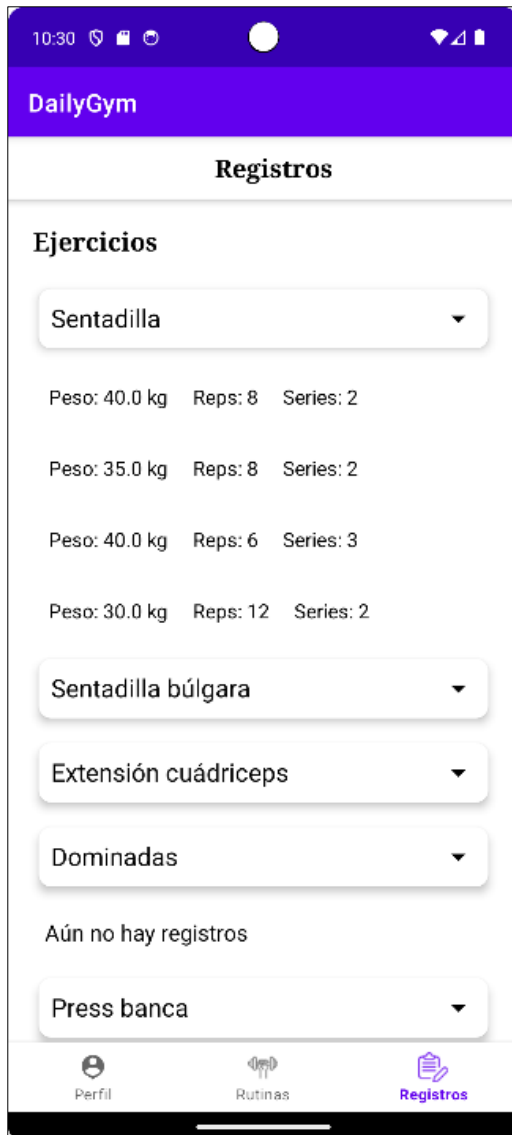 10:30
DailyGym
Registros
Ejercicios
Sentadilla
Peso: 40.0 kg Reps: 8 Series: 2
Peso: 35.0 kg Reps: 8 Series: 2
Peso: 40.0 kg Reps: 6 Series: 3
Peso: 30.0 kg Reps: 12 Series: 2
Sentadilla búlgara
Extensión cuádriceps
Dominadas
Aún no hay registros
Press banca
Perfil Rutinas Registros